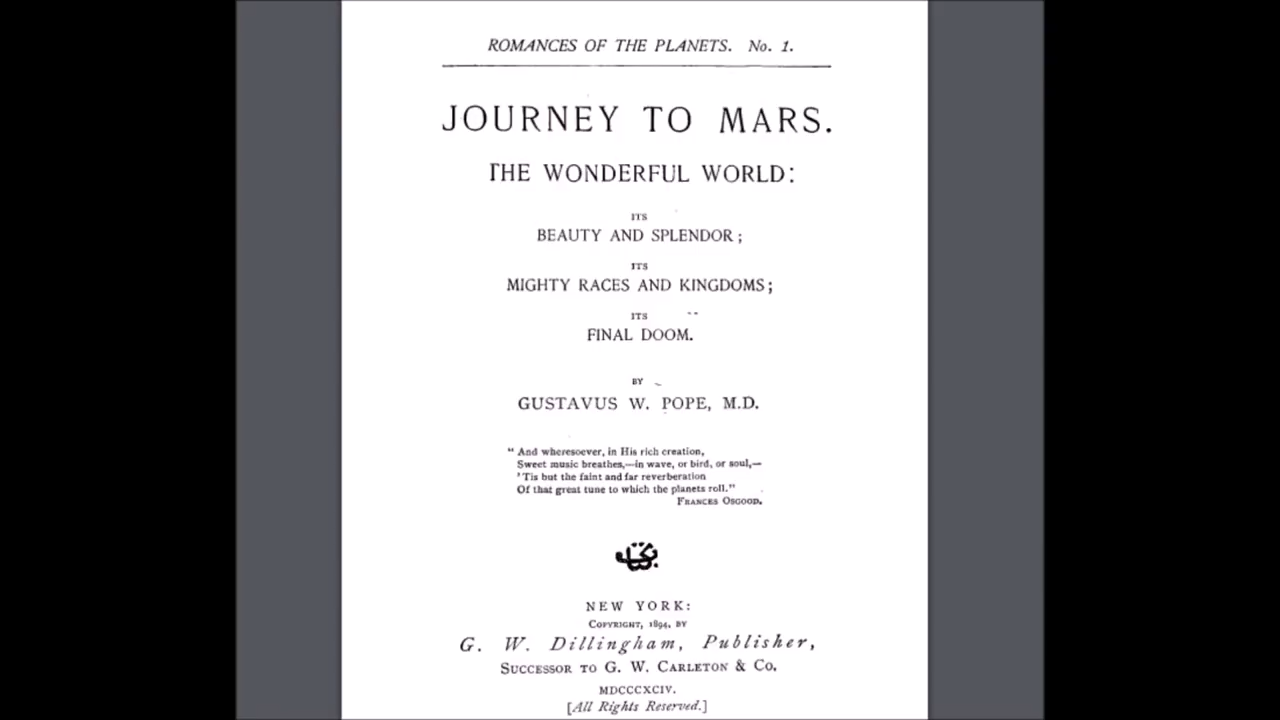 ROMANCES OF THE PLANETS. No. 1.
JOURNEY TO MARS.
THE WONDERFUL WORLD:
ITS
BEAUTY AND SPLENDOR;
ITS
MIGHTY RACES AND KINGDOMS;
ITS
FINAL DOOM.
BY
GUSTAVUS W. POPE, M.D.
" And wheresoever, in His rich creation,
Sweet music breathes,—in wave, or bird, or soul,—
'Tis but the faint and far reverberation
Of that great tune to which the planets roll."
FRANCES OSGOOD.
NEW YORK:
COPYRIGHT, 1894, BY
G. W. Dillingham, Publisher,
SUCCESSOR TO G. W. CARLETON & CO.
MDCCCXCIV.
[All Rights Reserved.]